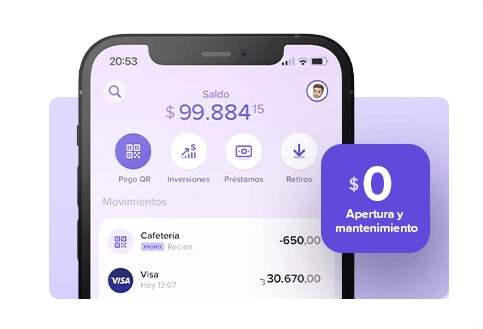 20:53
Saldo
$ 99.884 15
Pago QR Inversiones Préstamos Retiros
Movimientos
Cafetería
PROMO Recién
-650,00
VISA
Visa
Hoy 13:07
30.670,00
$ 0
Apertura y
mantenimiento